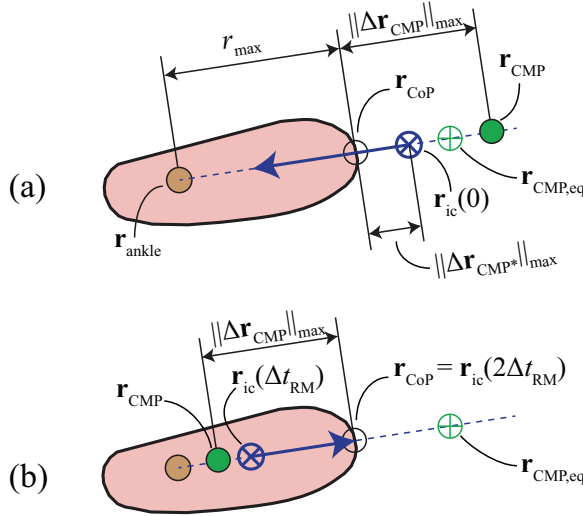 r_max
||Δr_CMP||_max
r_CMP
r_CoP
(a)
r_CMP,eq
r_ankle
r_ic(0)
||Δr_CMP*||_max
||Δr_CMP||_max
r_CMP
r_ic(Δt_RM)
r_CoP = r_ic(2Δt_RM)
(b)
r_CMP,eq